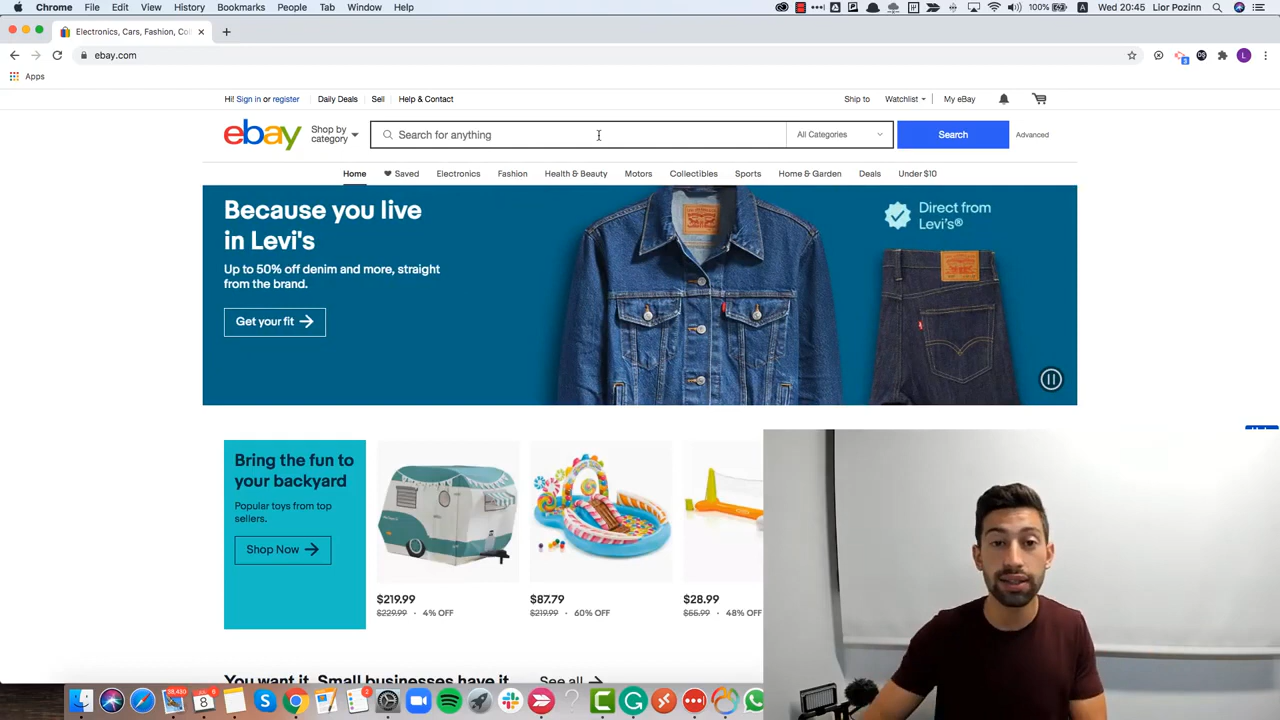 Chrome File Edit View History Bookmarks People Tab Window Help 100% A Wed 20:45 Lior Pozinn
Electronics, Cars, Fashion, Col
ebay.com L
Apps
Hi! Sign in or register Daily Deals Sell Help & Contact Ship to Watchlist My eBay
ebay Shop by category Search for anything All Categories Search Advanced
Home Saved Electronics Fashion Health & Beauty Motors Collectibles Sports Home & Garden Deals Under $10
Because you live
in Levi's
Up to 50% off denim and more, straight
from the brand.
Get your fit
Direct from
Levi's®
Bring the fun to
your backyard
Popular toys from top
sellers.
Shop Now
$219.99 $87.79 $28.99
$229.99 · 4% OFF $219.99 · 60% OFF $55.99 · 48% OFF
You want it. Small businesses have it. See all